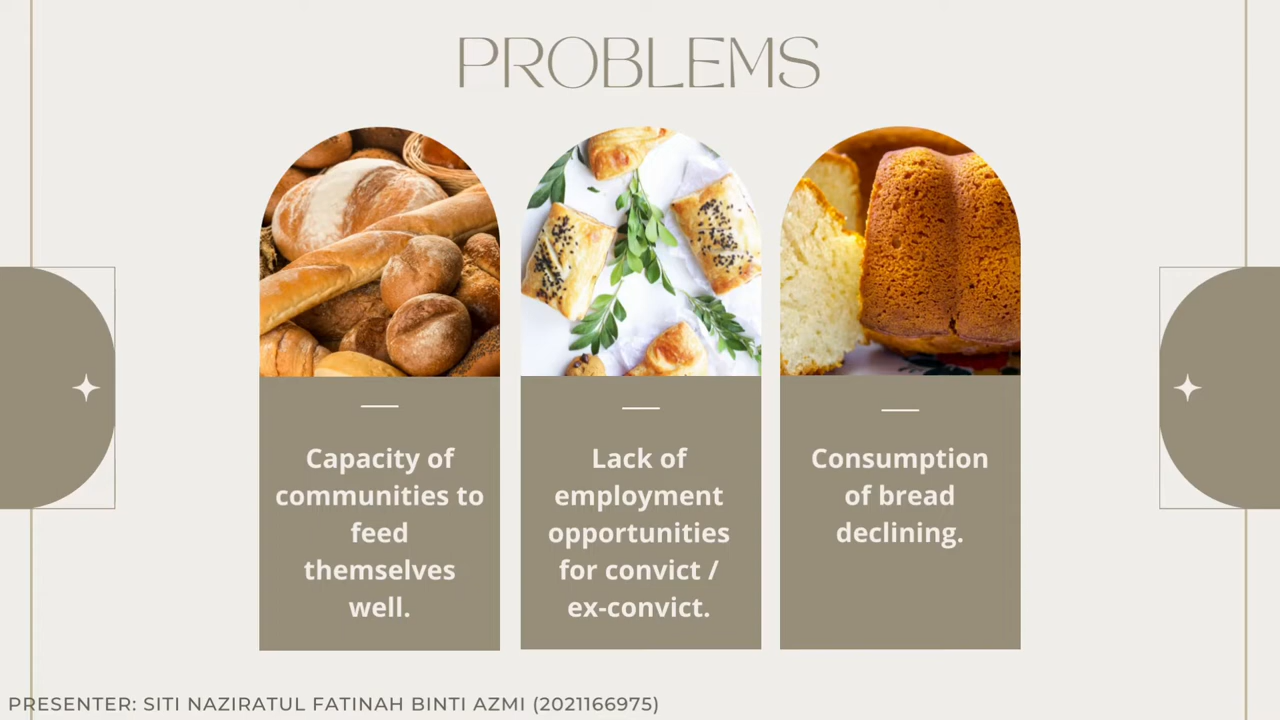 PROBLEMS
Capacity of
communities to
feed
themselves
well.
Lack of
employment
opportunities
for convict /
ex-convict.
Consumption
of bread
declining.
PRESENTER: SITI NAZIRATUL FATINAH BINTI AZMI (2021166975)